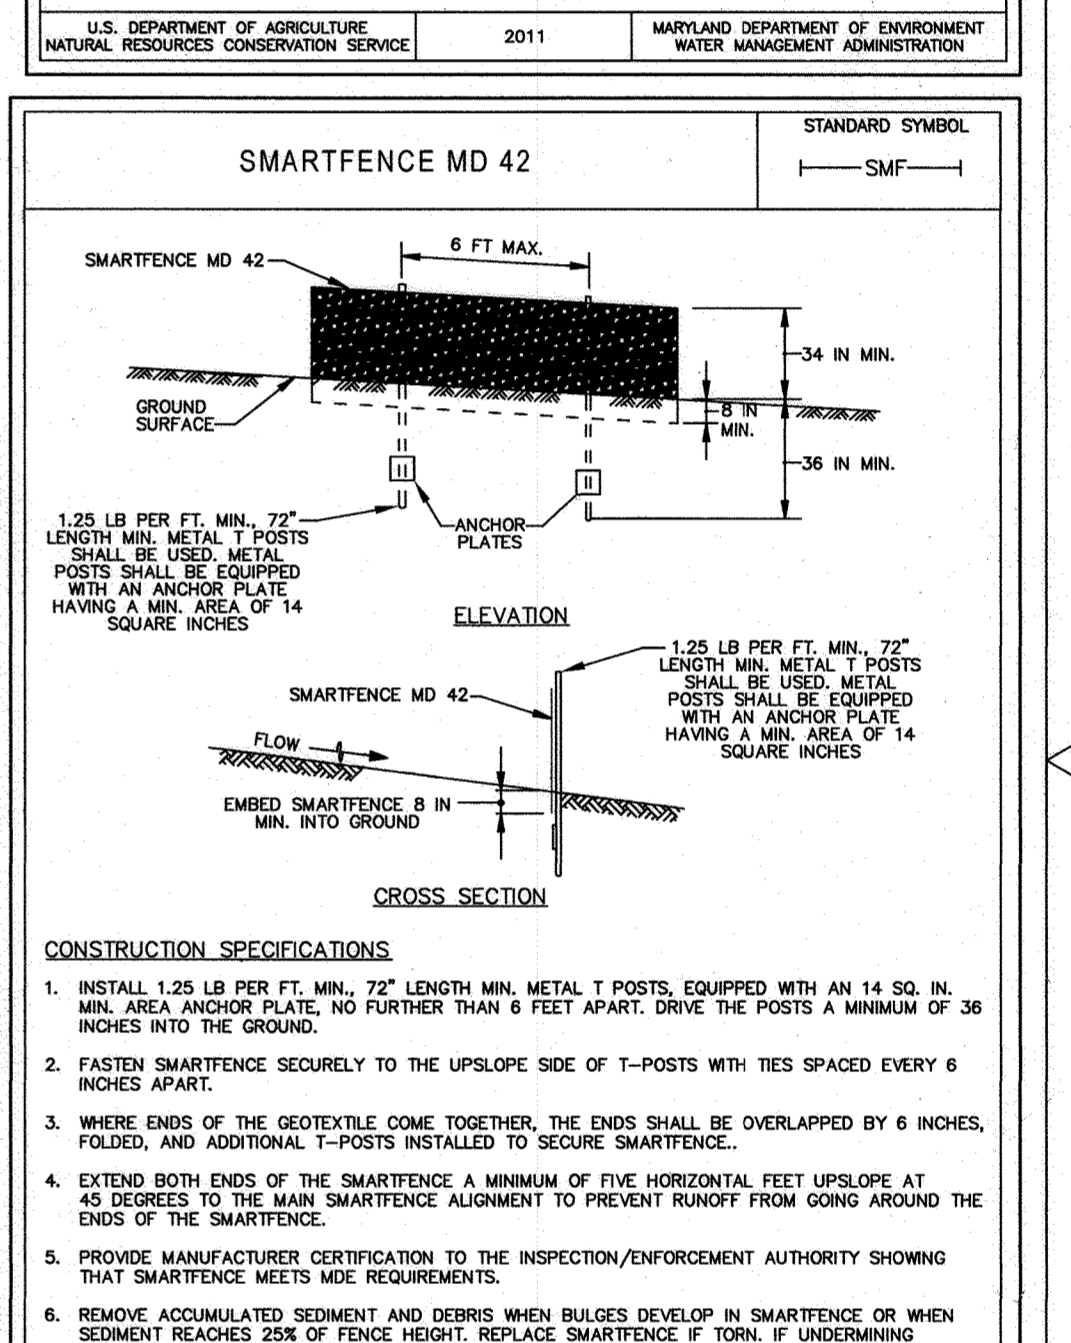 U.S. DEPARTMENT OF AGRICULTURE
NATURAL RESOURCES CONSERVATION SERVICE
2011
MARYLAND DEPARTMENT OF ENVIRONMENT
WATER MANAGEMENT ADMINISTRATION
SMARTFENCE MD 42
STANDARD SYMBOL
SMF
6 FT MAX.
SMARTFENCE MD 42
34 IN MIN.
GROUND
SURFACE
8 IN
MIN.
36 IN MIN.
1.25 LB PER FT. MIN., 72"
LENGTH MIN. METAL T POSTS
SHALL BE USED. METAL
POSTS SHALL BE EQUIPPED
WITH AN ANCHOR PLATE
HAVING A MIN. AREA OF 14
SQUARE INCHES
ANCHOR
PLATES
ELEVATION
1.25 LB PER FT. MIN., 72"
LENGTH MIN. METAL T POSTS
SHALL BE USED. METAL
POSTS SHALL BE EQUIPPED
WITH AN ANCHOR PLATE
HAVING A MIN. AREA OF 14
SQUARE INCHES
SMARTFENCE MD 42
FLOW
EMBED SMARTFENCE 8 IN
MIN. INTO GROUND
CROSS SECTION
CONSTRUCTION SPECIFICATIONS
1. INSTALL 1.25 LB PER FT. MIN., 72" LENGTH MIN. METAL T POSTS, EQUIPPED WITH AN 14 SQ. IN.
MIN. AREA ANCHOR PLATE, NO FURTHER THAN 6 FEET APART. DRIVE THE POSTS A MINIMUM OF 36
INCHES INTO THE GROUND.
2. FASTEN SMARTFENCE SECURELY TO THE UPSLOPE SIDE OF T-POSTS WITH TIES SPACED EVERY 6
INCHES APART.
3. WHERE ENDS OF THE GEOTEXTILE COME TOGETHER, THE ENDS SHALL BE OVERLAPPED BY 6 INCHES,
FOLDED, AND ADDITIONAL T-POSTS INSTALLED TO SECURE SMARTFENCE..
4. EXTEND BOTH ENDS OF THE SMARTFENCE A MINIMUM OF FIVE HORIZONTAL FEET UPSLOPE AT
45 DEGREES TO THE MAIN SMARTFENCE ALIGNMENT TO PREVENT RUNOFF FROM GOING AROUND THE
ENDS OF THE SMARTFENCE.
5. PROVIDE MANUFACTURER CERTIFICATION TO THE INSPECTION/ENFORCEMENT AUTHORITY SHOWING
THAT SMARTFENCE MEETS MDE REQUIREMENTS.
6. REMOVE ACCUMULATED SEDIMENT AND DEBRIS WHEN BULGES DEVELOP IN SMARTFENCE OR WHEN
SEDIMENT REACHES 25% OF FENCE HEIGHT. REPLACE SMARTFENCE IF TORN. IF UNDERMINING